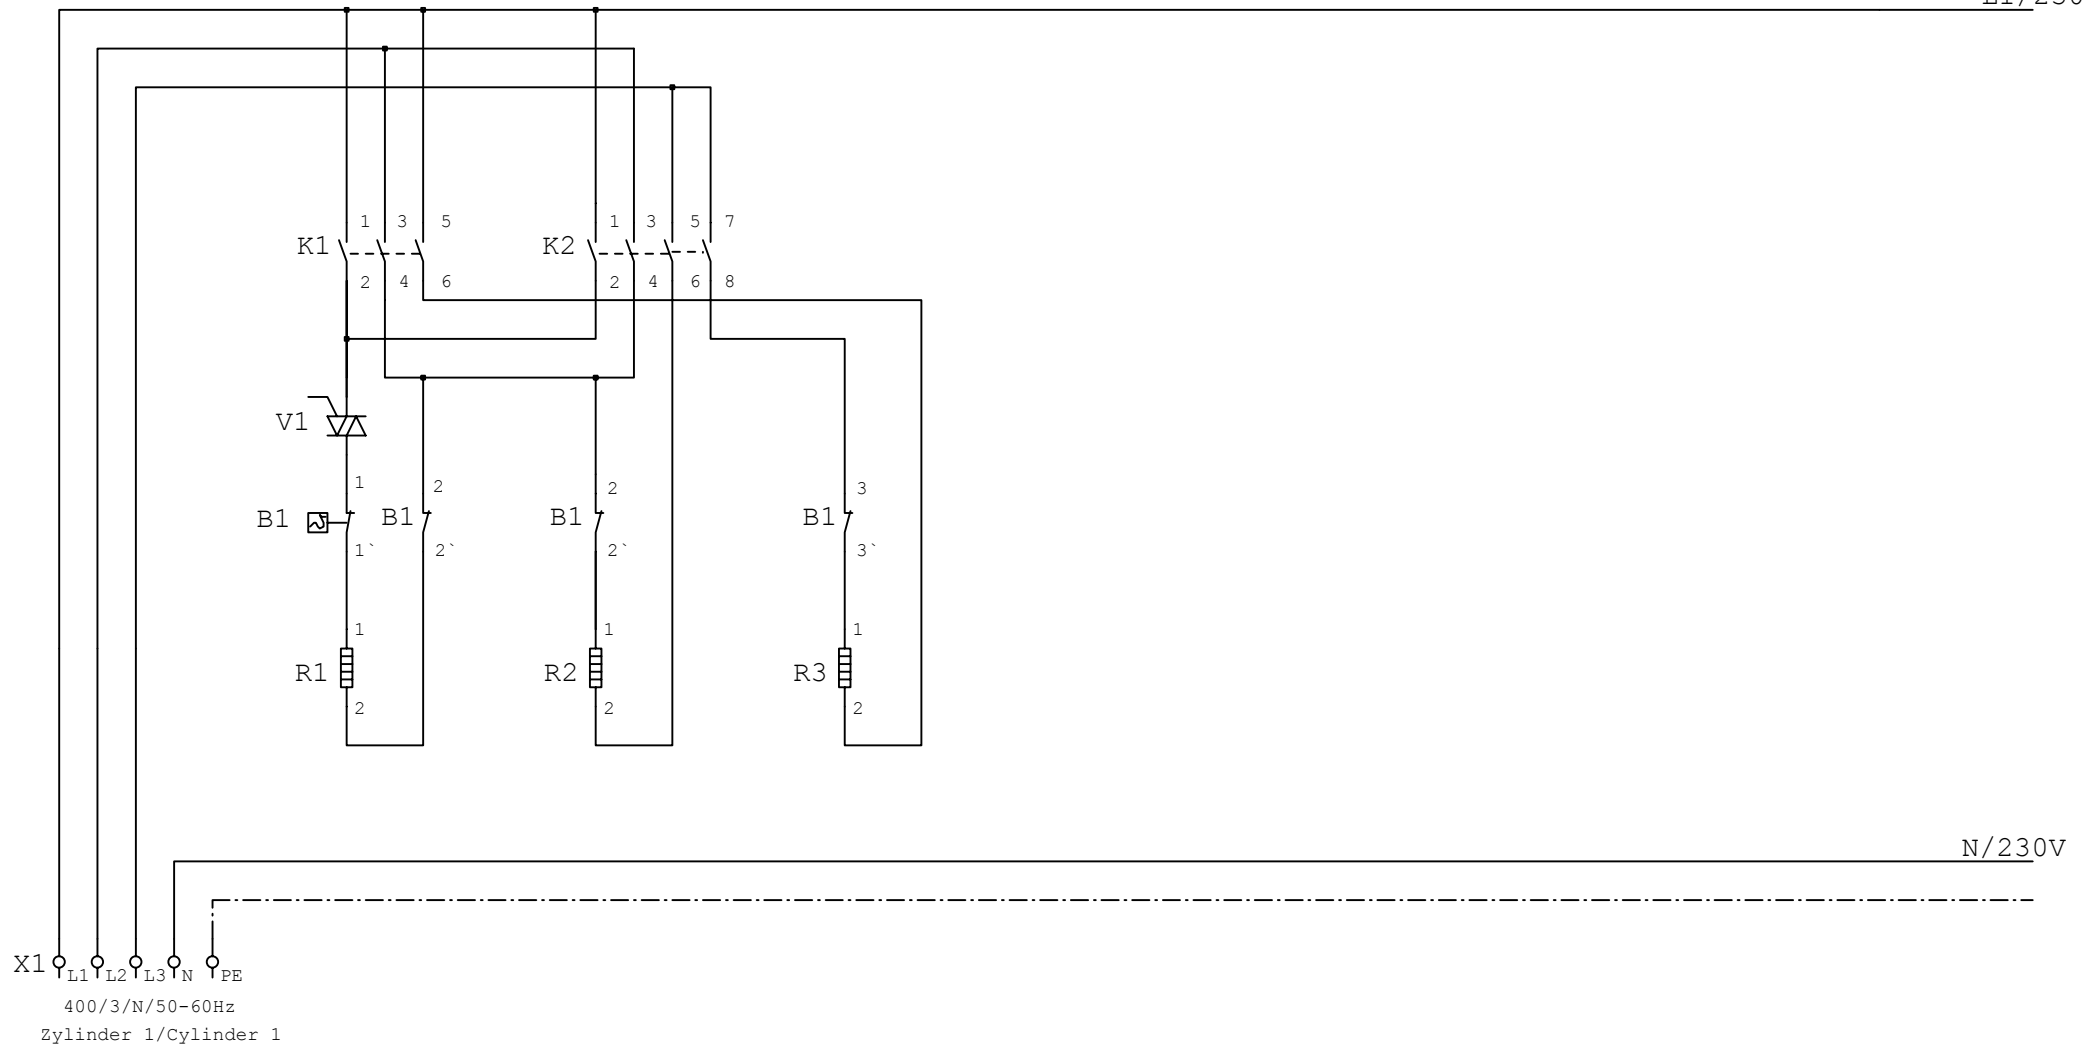 1 3 5 1 3 5 7
K1 K2
2 4 6 2 4 6 8
V1
1 2 2 3
B1 B1 B1 B1
1` 2` 2` 3`
1 1 1
R1 R2 R3
2 2 2
N/230V
X1 L1 L2 L3 N PE
400/3/N/50-60Hz
Zylinder 1/Cylinder 1